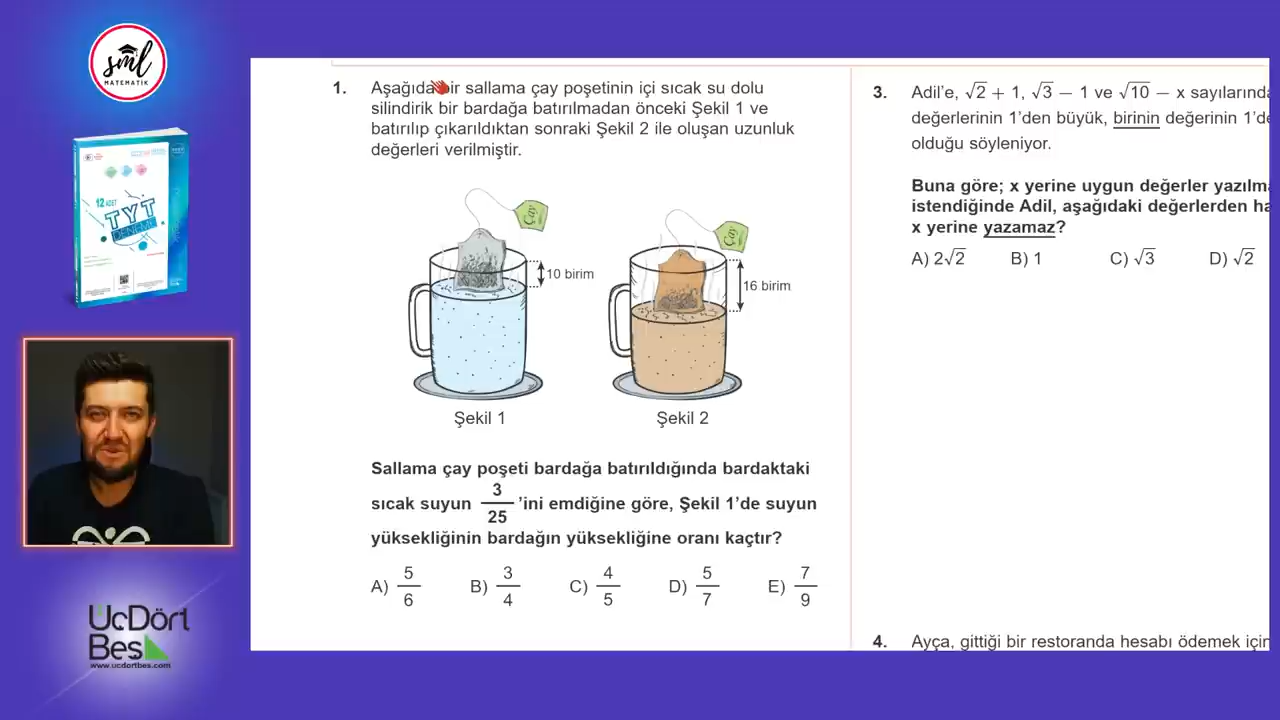 sml
MATEMATİK
12 ADET
TYT
DENEME
1. Aşağıda bir sallama çay poşetinin içi sıcak su dolu
silindirik bir bardağa batırılmadan önceki Şekil 1 ve
batırılıp çıkarıldıktan sonraki Şekil 2 ile oluşan uzunluk
değerleri verilmiştir.
Çay
10 birim
Şekil 1
Çay
16 birim
Şekil 2
Sallama çay poşeti bardağa batırıldığında bardaktaki
sıcak suyun 3/25 'ini emdiğine göre, Şekil 1'de suyun
yüksekliğinin bardağın yüksekliğine oranı kaçtır?
A) 5/6 B) 3/4 C) 4/5 D) 5/7 E) 7/9
3. Adil'e, √2 + 1, √3 − 1 ve √10 − x sayılarında
değerlerinin 1'den büyük, birinin değerinin 1'de
olduğu söyleniyor.
Buna göre; x yerine uygun değerler yazılma
istendiğinde Adil, aşağıdaki değerlerden ha
x yerine yazamaz?
A) 2√2 B) 1 C) √3 D) √2
4. Ayça, gittiği bir restoranda hesabı ödemek için
ÜcDört
Bes
www.ucdortbes.com